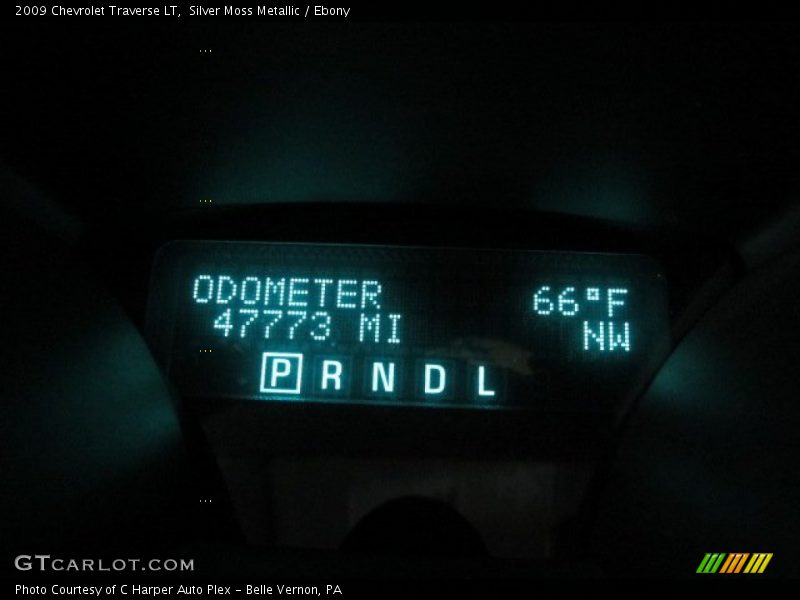 2009 Chevrolet Traverse LT, Silver Moss Metallic / Ebony
ODOMETER 66°F
47773 MI NW
P R N D L
GTCARLOT.COM
Photo Courtesy of C Harper Auto Plex - Belle Vernon, PA